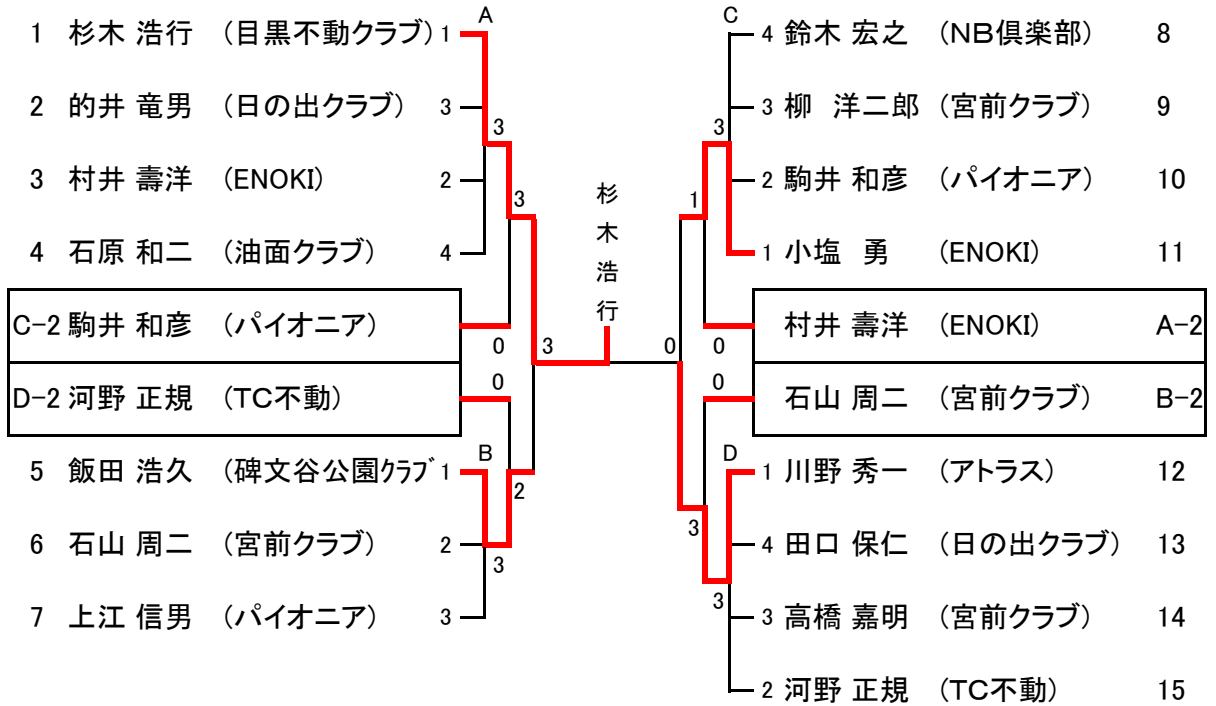 A
1 杉木 浩行 (目黒不動クラブ) 1
2 的井 竜男 (日の出クラブ) 3
3
3 村井 壽洋 (ENOKI) 2
3
4 石原 和二 (油面クラブ) 4
C-2 駒井 和彦 (パイオニア)
0
3
D-2 河野 正規 (TC不動)
0
B
5 飯田 浩久 (碑文谷公園クラブ 1
2
6 石山 周二 (宮前クラブ) 2
3
7 上江 信男 (パイオニア) 3
杉木浩行
C
4 鈴木 宏之 (NB倶楽部) 8
3 柳 洋二郎 (宮前クラブ) 9
3
2 駒井 和彦 (パイオニア) 10
1
1 小塩 勇 (ENOKI) 11
村井 壽洋 (ENOKI) A-2
0
0
石山 周二 (宮前クラブ) B-2
0
D
1 川野 秀一 (アトラス) 12
3
4 田口 保仁 (日の出クラブ) 13
3
3 高橋 嘉明 (宮前クラブ) 14
2 河野 正規 (TC不動) 15